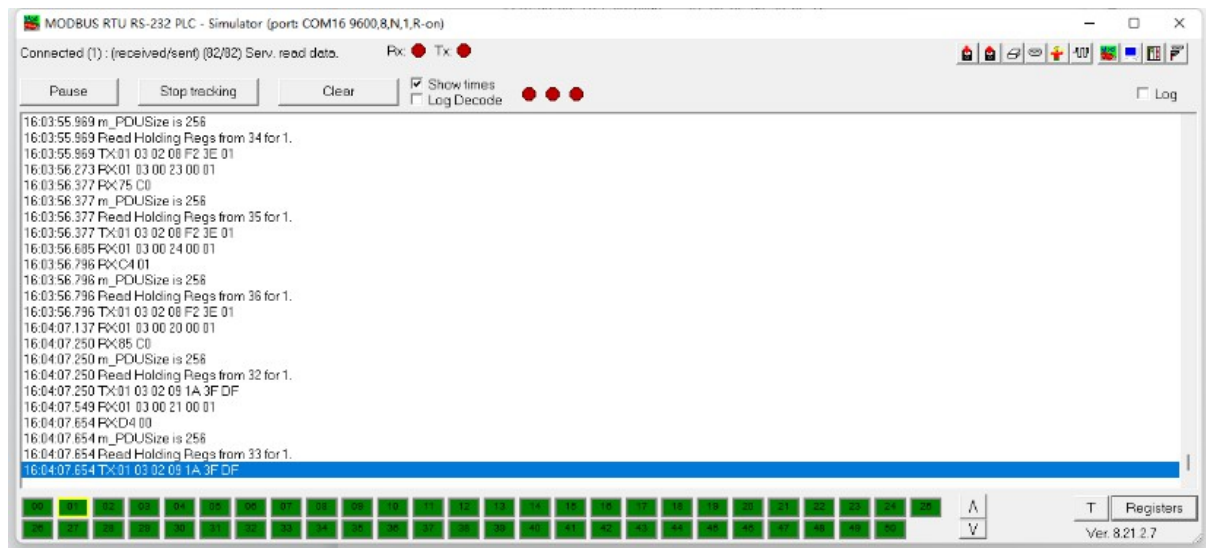 MODBUS RTU RS-232 PLC - Simulator (port: COM16 9600,8,N,1,R-on)
Connected (1) : (received/sent) (82/82) Serv. read data. Rx: Tx:
Pause Stop tracking Clear Show times
Log Decode Log
16:03:55.969 m_PDUSize is 256
16:03:55.969 Read Holding Regs from 34 for 1.
16:03:55.969 TX:01 03 02 08 F2 3E 01
16:03:56.273 RX:01 03 00 23 00 01
16:03:56.377 RX:75 C0
16:03:56.377 m_PDUSize is 256
16:03:56.377 Read Holding Regs from 35 for 1.
16:03:56.377 TX:01 03 02 08 F2 3E 01
16:03:56.685 RX:01 03 00 24 00 01
16:03:56.796 RX:C4 01
16:03:56.796 m_PDUSize is 256
16:03:56.796 Read Holding Regs from 36 for 1.
16:03:56.796 TX:01 03 02 08 F2 3E 01
16:04:07.137 RX:01 03 00 20 00 01
16:04:07.250 RX:85 C0
16:04:07.250 m_PDUSize is 256
16:04:07.250 Read Holding Regs from 32 for 1.
16:04:07.250 TX:01 03 02 09 1A 3F DF
16:04:07.549 RX:01 03 00 21 00 01
16:04:07.654 RX:D4 00
16:04:07.654 m_PDUSize is 256
16:04:07.654 Read Holding Regs from 33 for 1.
16:04:07.654 TX:01 03 02 09 1A 3F DF
00 01 02 03 04 05 06 07 08 09 10 11 12 13 14 15 16 17 18 19 20 21 22 23 24 25 T Registers
26 27 28 29 30 31 32 33 34 35 36 37 38 39 40 41 42 43 44 45 46 47 48 49 50 Ver. 8.21.2.7